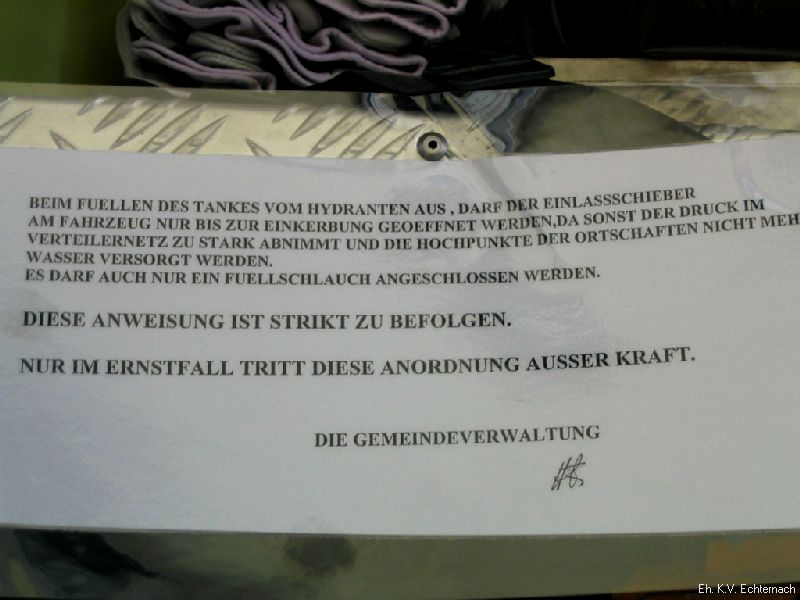 BEIM FUELLEN DES TANKES VOM HYDRANTEN AUS , DARF DER EINLASSSCHIEBER
AM FAHRZEUG NUR BIS ZUR EINKERBUNG GEOEFFNET WERDEN,DA SONST DER DRUCK IM
VERTEILERNETZ ZU STARK ABNIMMT UND DIE HOCHPUNKTE DER ORTSCHAFTEN NICHT MEH
WASSER VERSORGT WERDEN.
ES DARF AUCH NUR EIN FUELLSCHLAUCH ANGESCHLOSSEN WERDEN.
DIESE ANWEISUNG IST STRIKT ZU BEFOLGEN.
NUR IM ERNSTFALL TRITT DIESE ANORDNUNG AUSSER KRAFT.
DIE GEMEINDEVERWALTUNG
Eh. K.V. Echternach